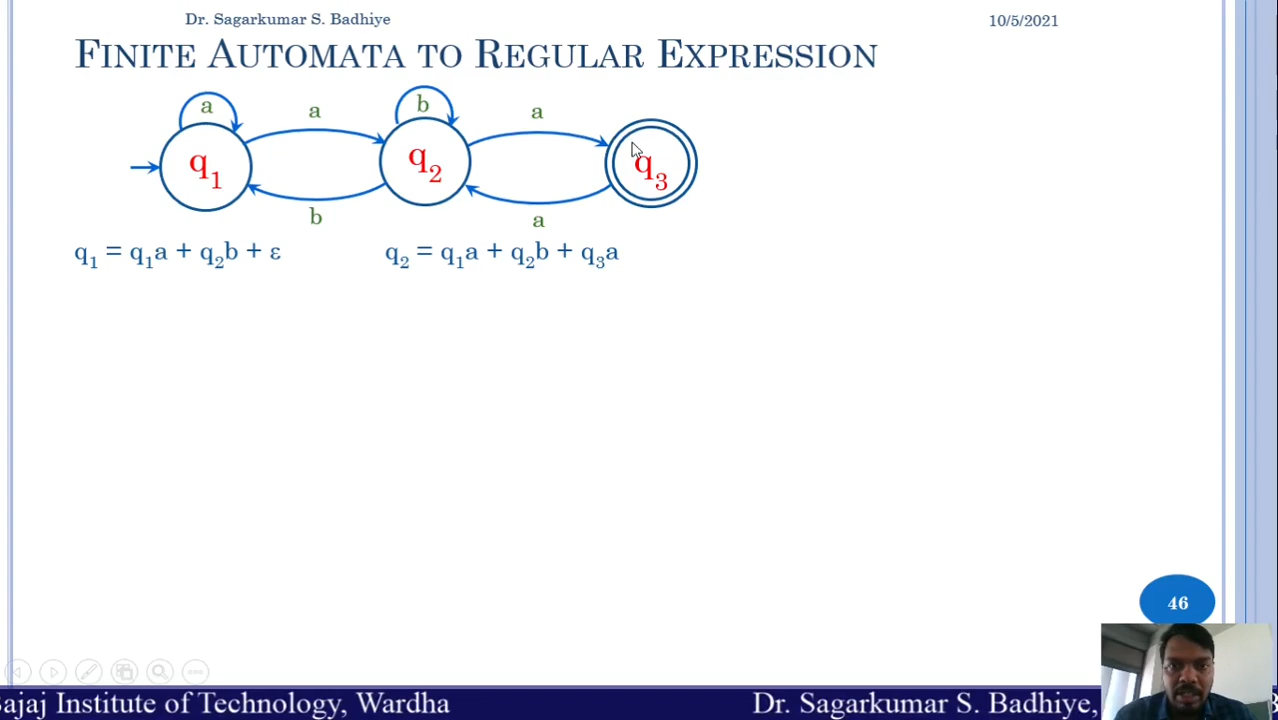 Dr. Sagarkumar S. Badhiye
10/5/2021
FINITE AUTOMATA TO REGULAR EXPRESSION
a a b a
q1 q2 q3
b a
q1 = q1a + q2b + ε q2 = q1a + q2b + q3a
46
ajaj Institute of Technology, Wardha Dr. Sagarkumar S. Badhiye,